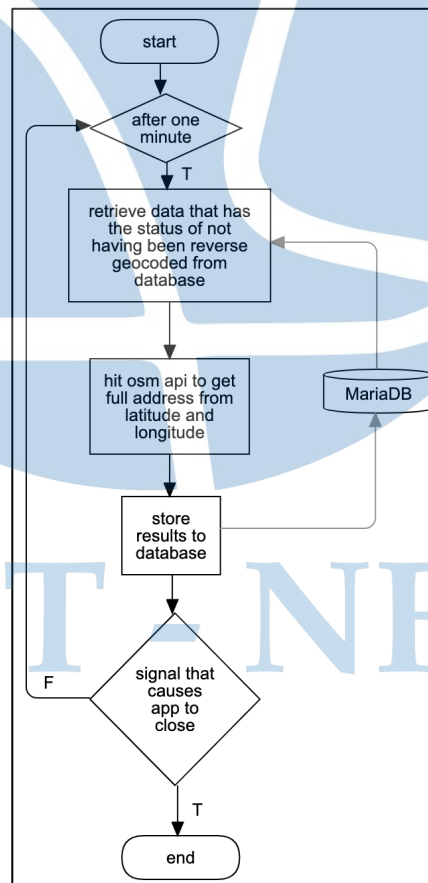 start
after one
minute
T
retrieve data that has
the status of not
having been reverse
geocoded from
database
hit osm api to get
full address from
latitude and
longitude
MariaDB
store
results to
database
T - NE
signal that
causes
app to
close
F
T
end